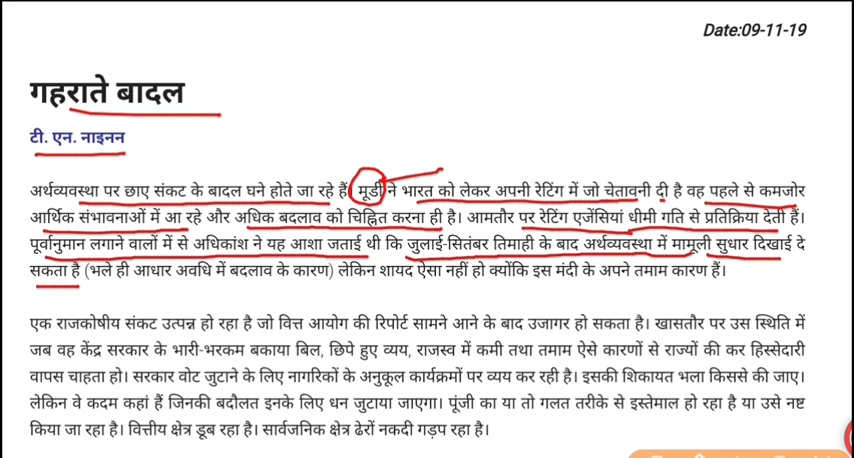 Date:09-11-19
गहराते बादल
टी. एन. नाइनन
अर्थव्यवस्था पर छाए संकट के बादल घने होते जा रहे हैं। मूडी ने भारत को लेकर अपनी रेटिंग में जो चेतावनी दी है वह पहले से कमजोर
आर्थिक संभावनाओं में आ रहे और अधिक बदलाव को चिह्नित करना ही है। आमतौर पर रेटिंग एजेंसियां धीमी गति से प्रतिक्रिया देती हैं।
पूर्वानुमान लगाने वालों में से अधिकांश ने यह आशा जताई थी कि जुलाई-सितंबर तिमाही के बाद अर्थव्यवस्था में मामूली सुधार दिखाई दे
सकता है (भले ही आधार अवधि में बदलाव के कारण) लेकिन शायद ऐसा नहीं हो क्योंकि इस मंदी के अपने तमाम कारण हैं।
एक राजकोषीय संकट उत्पन्न हो रहा है जो वित्त आयोग की रिपोर्ट सामने आने के बाद उजागर हो सकता है। खासतौर पर उस स्थिति में
जब वह केंद्र सरकार के भारी-भरकम बकाया बिल, छिपे हुए व्यय, राजस्व में कमी तथा तमाम ऐसे कारणों से राज्यों की कर हिस्सेदारी
वापस चाहता हो। सरकार वोट जुटाने के लिए नागरिकों के अनुकूल कार्यक्रमों पर व्यय कर रही है। इसकी शिकायत भला किससे की जाए।
लेकिन वे कदम कहां हैं जिनकी बदौलत इनके लिए धन जुटाया जाएगा। पूंजी का या तो गलत तरीके से इस्तेमाल हो रहा है या उसे नष्ट
किया जा रहा है। वित्तीय क्षेत्र डूब रहा है। सार्वजनिक क्षेत्र ढेरों नकदी गड़प रहा है।